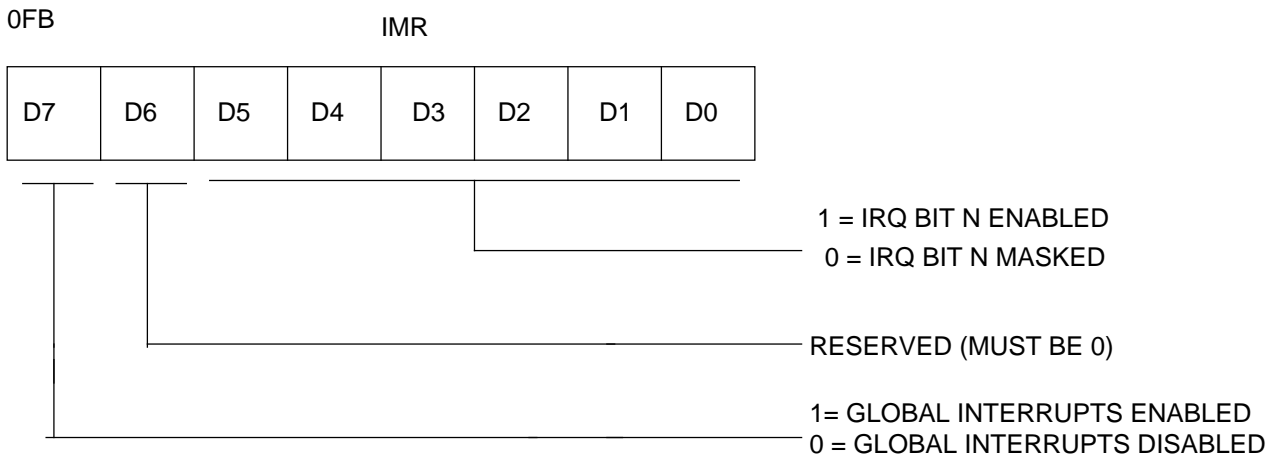 0FB
IMR
D7 D6 D5 D4 D3 D2 D1 D0
1 = IRQ BIT N ENABLED
0 = IRQ BIT N MASKED
RESERVED (MUST BE 0)
1= GLOBAL INTERRUPTS ENABLED
0 = GLOBAL INTERRUPTS DISABLED